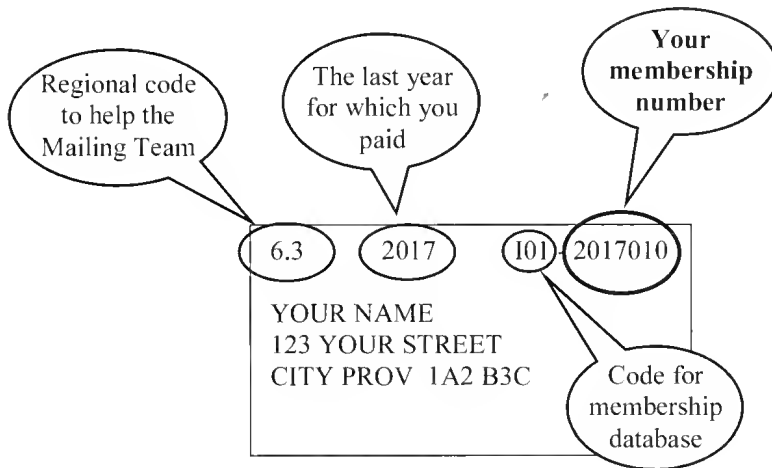 Regional code
to help the
Mailing Team
The last year
for which you
paid
Your
membership
number
6.3 2017 I01 - 2017010
YOUR NAME
123 YOUR STREET
CITY PROV 1A2 B3C
Code for
membership
database